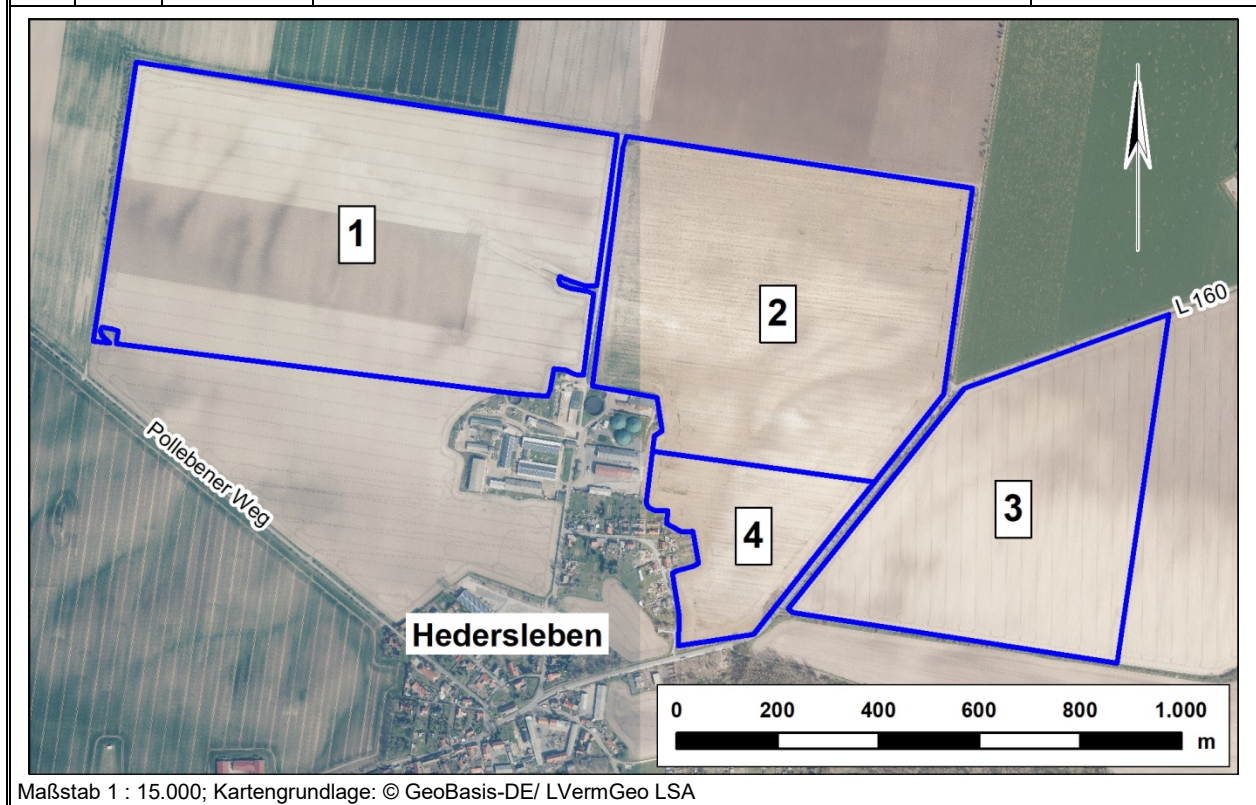 1
2
L 160
3
4
Pollebener Weg
Hedersleben
0 200 400 600 800 1.000
m
Maßstab 1 : 15.000; Kartengrundlage: © GeoBasis-DE/ LVermGeo LSA